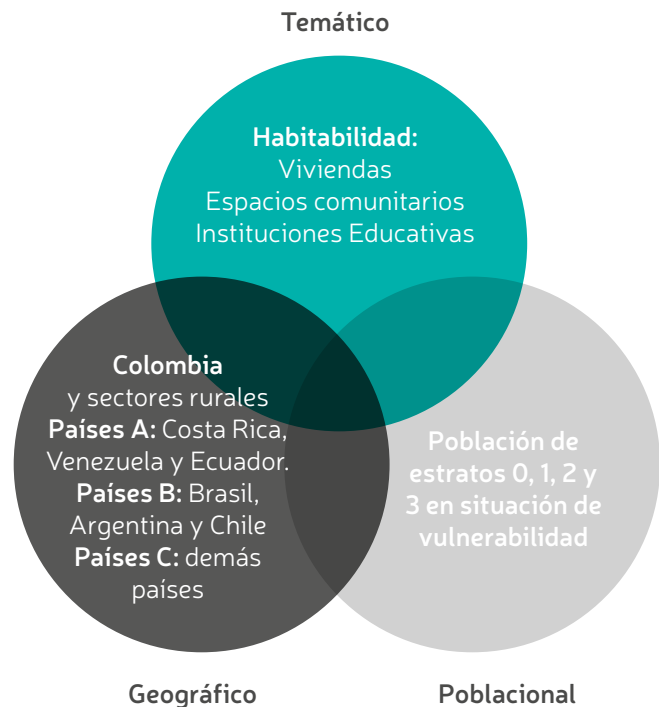 Temático
Habitabilidad:
Viviendas
Espacios comunitarios
Instituciones Educativas
Colombia
y sectores rurales
Países A: Costa Rica,
Venezuela y Ecuador.
Países B: Brasil,
Argentina y Chile
Países C: demás
países
Población de
estratos 0, 1, 2 y
3 en situación de
vulnerabilidad
Geográfico
Poblacional